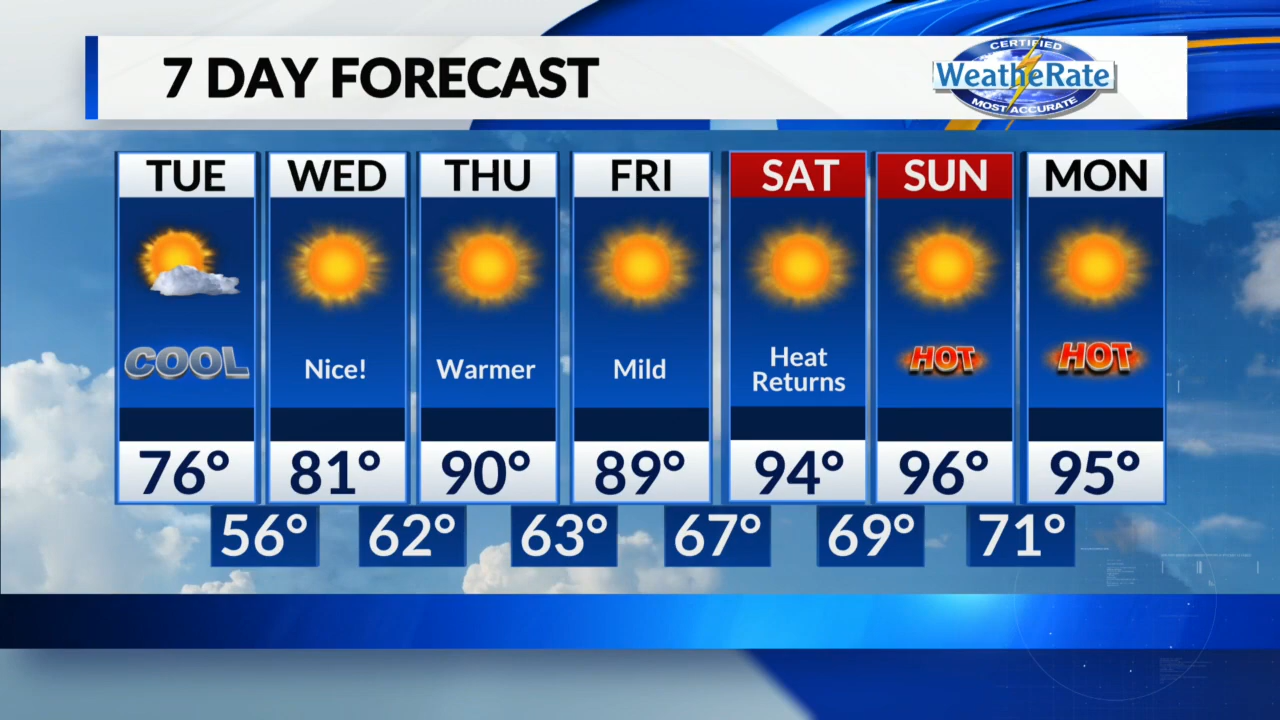 7 DAY FORECAST
CERTIFIED
WeatheRate
MOST ACCURATE
TUE WED THU FRI SAT SUN MON
COOL Nice! Warmer Mild Heat Returns HOT HOT
76° 81° 90° 89° 94° 96° 95°
56° 62° 63° 67° 69° 71°